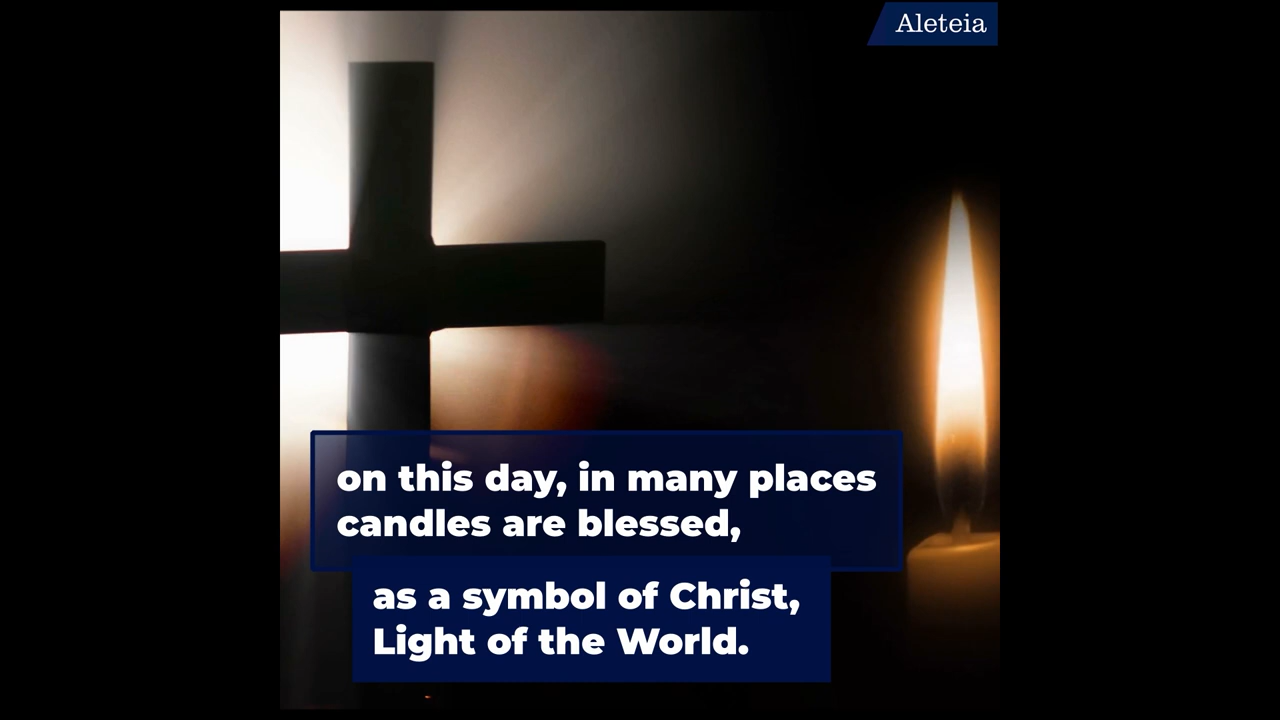 Aleteia
on this day, in many places
candles are blessed,
as a symbol of Christ,
Light of the World.